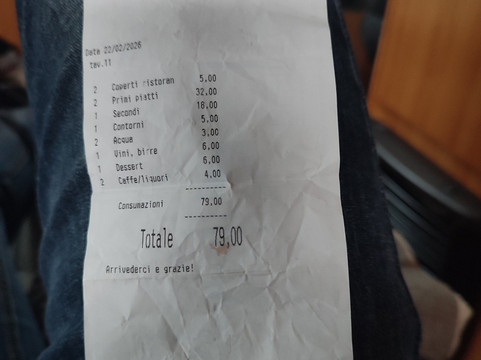 Data 22/02/2026
tav.11
2 Coperti ristoran 5,00
2 Primi piatti 32,00
1 Secondi 18,00
1 Contorni 5,00
2 Acqua 3,00
1 Vini, birre 6,00
1 Dessert 6,00
2 Caffe/liquori 4,00
----------
Consumazioni 79,00
----------
Totale 79,00
Arrivederci e grazie!